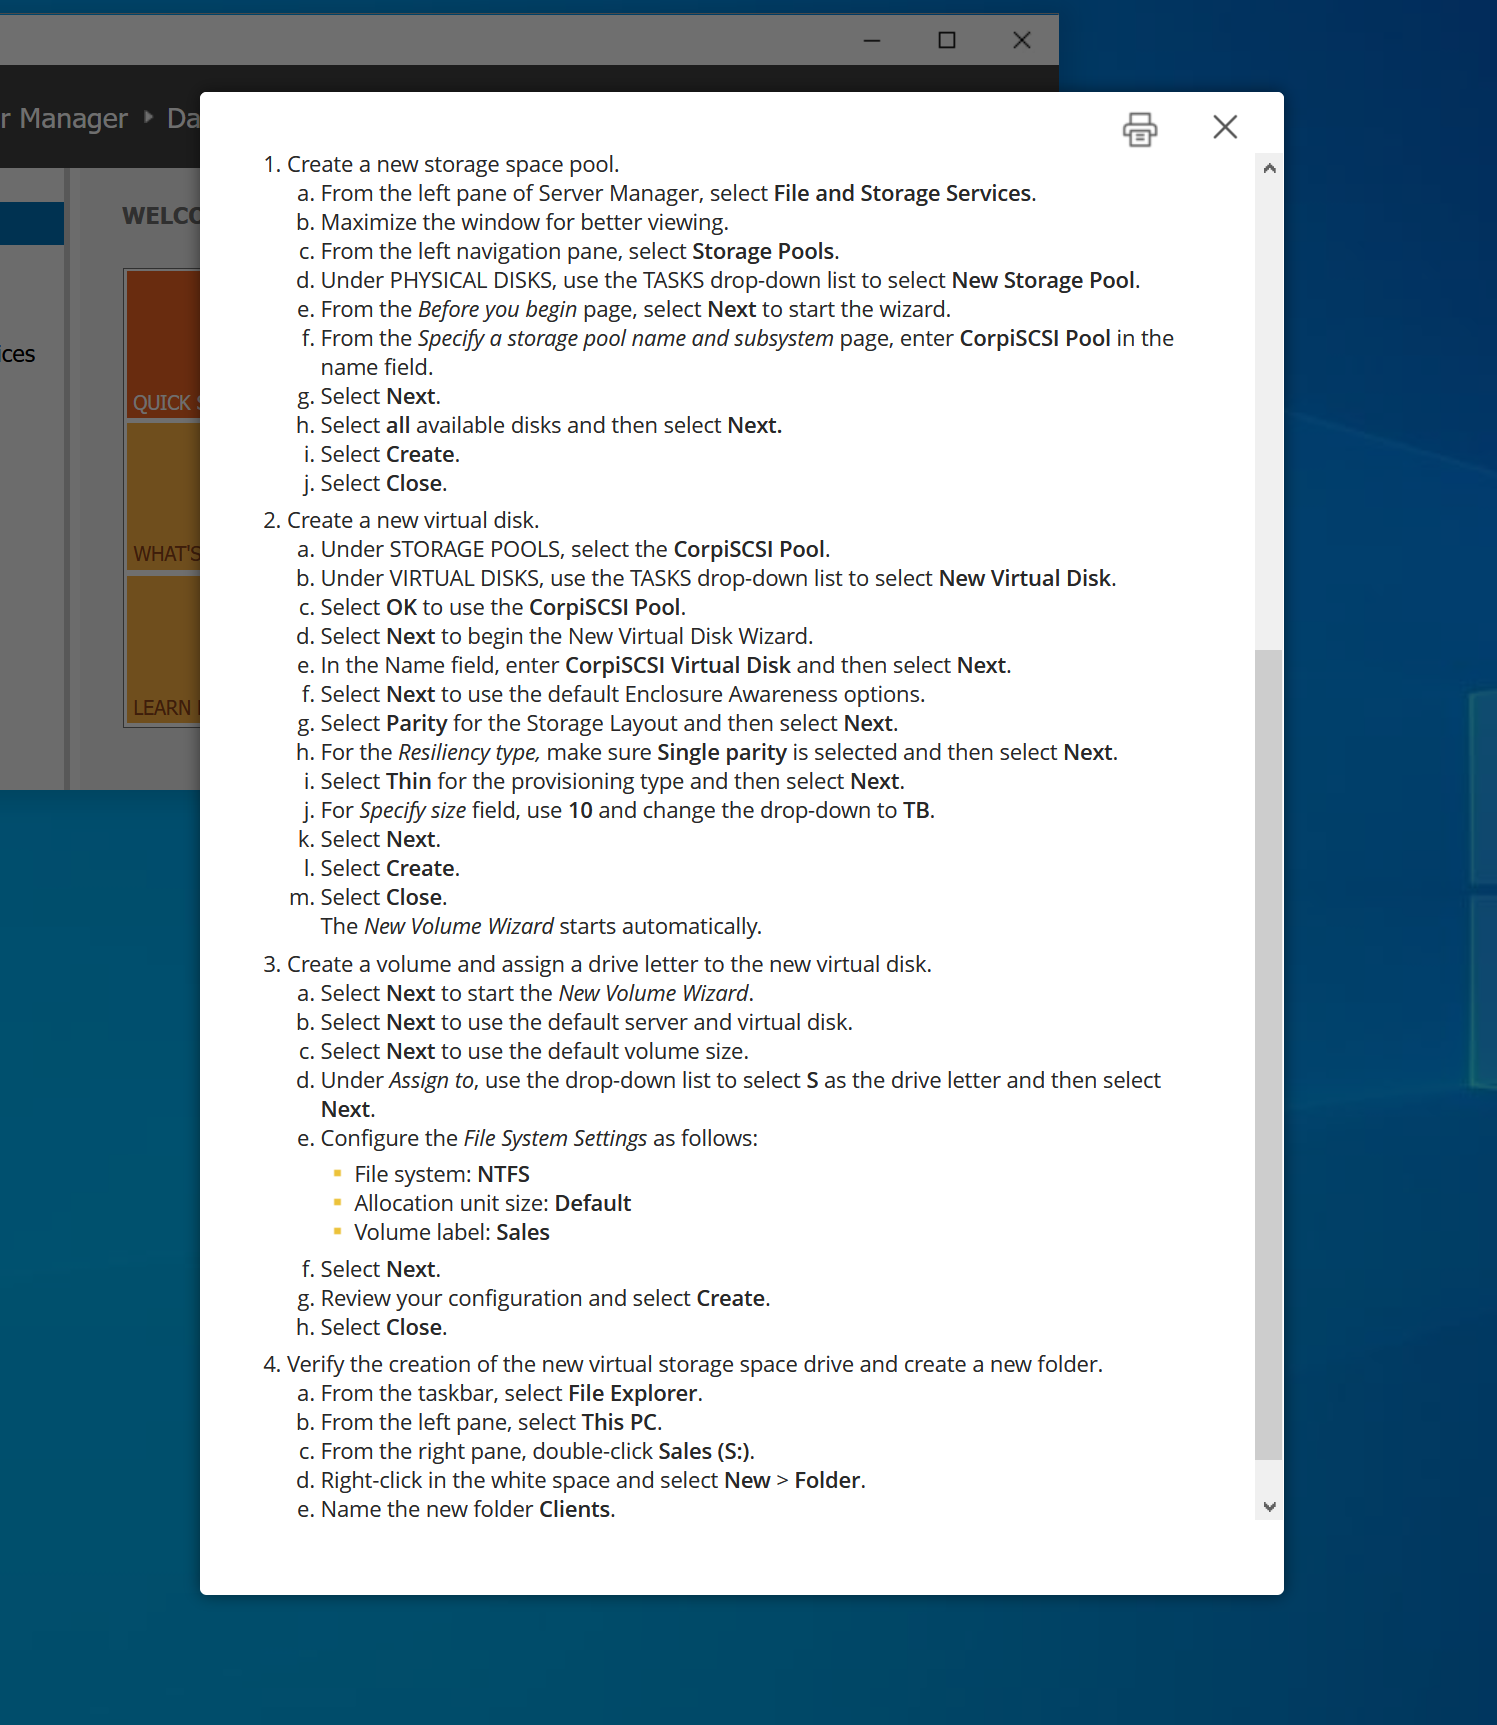 r Manager ▸ Da
WELCO
ices
QUICK
WHAT'S
LEARN
1. Create a new storage space pool.
a. From the left pane of Server Manager, select File and Storage Services.
b. Maximize the window for better viewing.
c. From the left navigation pane, select Storage Pools.
d. Under PHYSICAL DISKS, use the TASKS drop-down list to select New Storage Pool.
e. From the Before you begin page, select Next to start the wizard.
f. From the Specify a storage pool name and subsystem page, enter CorpiSCSI Pool in the
name field.
g. Select Next.
h. Select all available disks and then select Next.
i. Select Create.
j. Select Close.
2. Create a new virtual disk.
a. Under STORAGE POOLS, select the CorpiSCSI Pool.
b. Under VIRTUAL DISKS, use the TASKS drop-down list to select New Virtual Disk.
c. Select OK to use the CorpiSCSI Pool.
d. Select Next to begin the New Virtual Disk Wizard.
e. In the Name field, enter CorpiSCSI Virtual Disk and then select Next.
f. Select Next to use the default Enclosure Awareness options.
g. Select Parity for the Storage Layout and then select Next.
h. For the Resiliency type, make sure Single parity is selected and then select Next.
i. Select Thin for the provisioning type and then select Next.
j. For Specify size field, use 10 and change the drop-down to TB.
k. Select Next.
l. Select Create.
m. Select Close.
The New Volume Wizard starts automatically.
3. Create a volume and assign a drive letter to the new virtual disk.
a. Select Next to start the New Volume Wizard.
b. Select Next to use the default server and virtual disk.
c. Select Next to use the default volume size.
d. Under Assign to, use the drop-down list to select S as the drive letter and then select
Next.
e. Configure the File System Settings as follows:
▪ File system: NTFS
▪ Allocation unit size: Default
▪ Volume label: Sales
f. Select Next.
g. Review your configuration and select Create.
h. Select Close.
4. Verify the creation of the new virtual storage space drive and create a new folder.
a. From the taskbar, select File Explorer.
b. From the left pane, select This PC.
c. From the right pane, double-click Sales (S:).
d. Right-click in the white space and select New > Folder.
e. Name the new folder Clients.